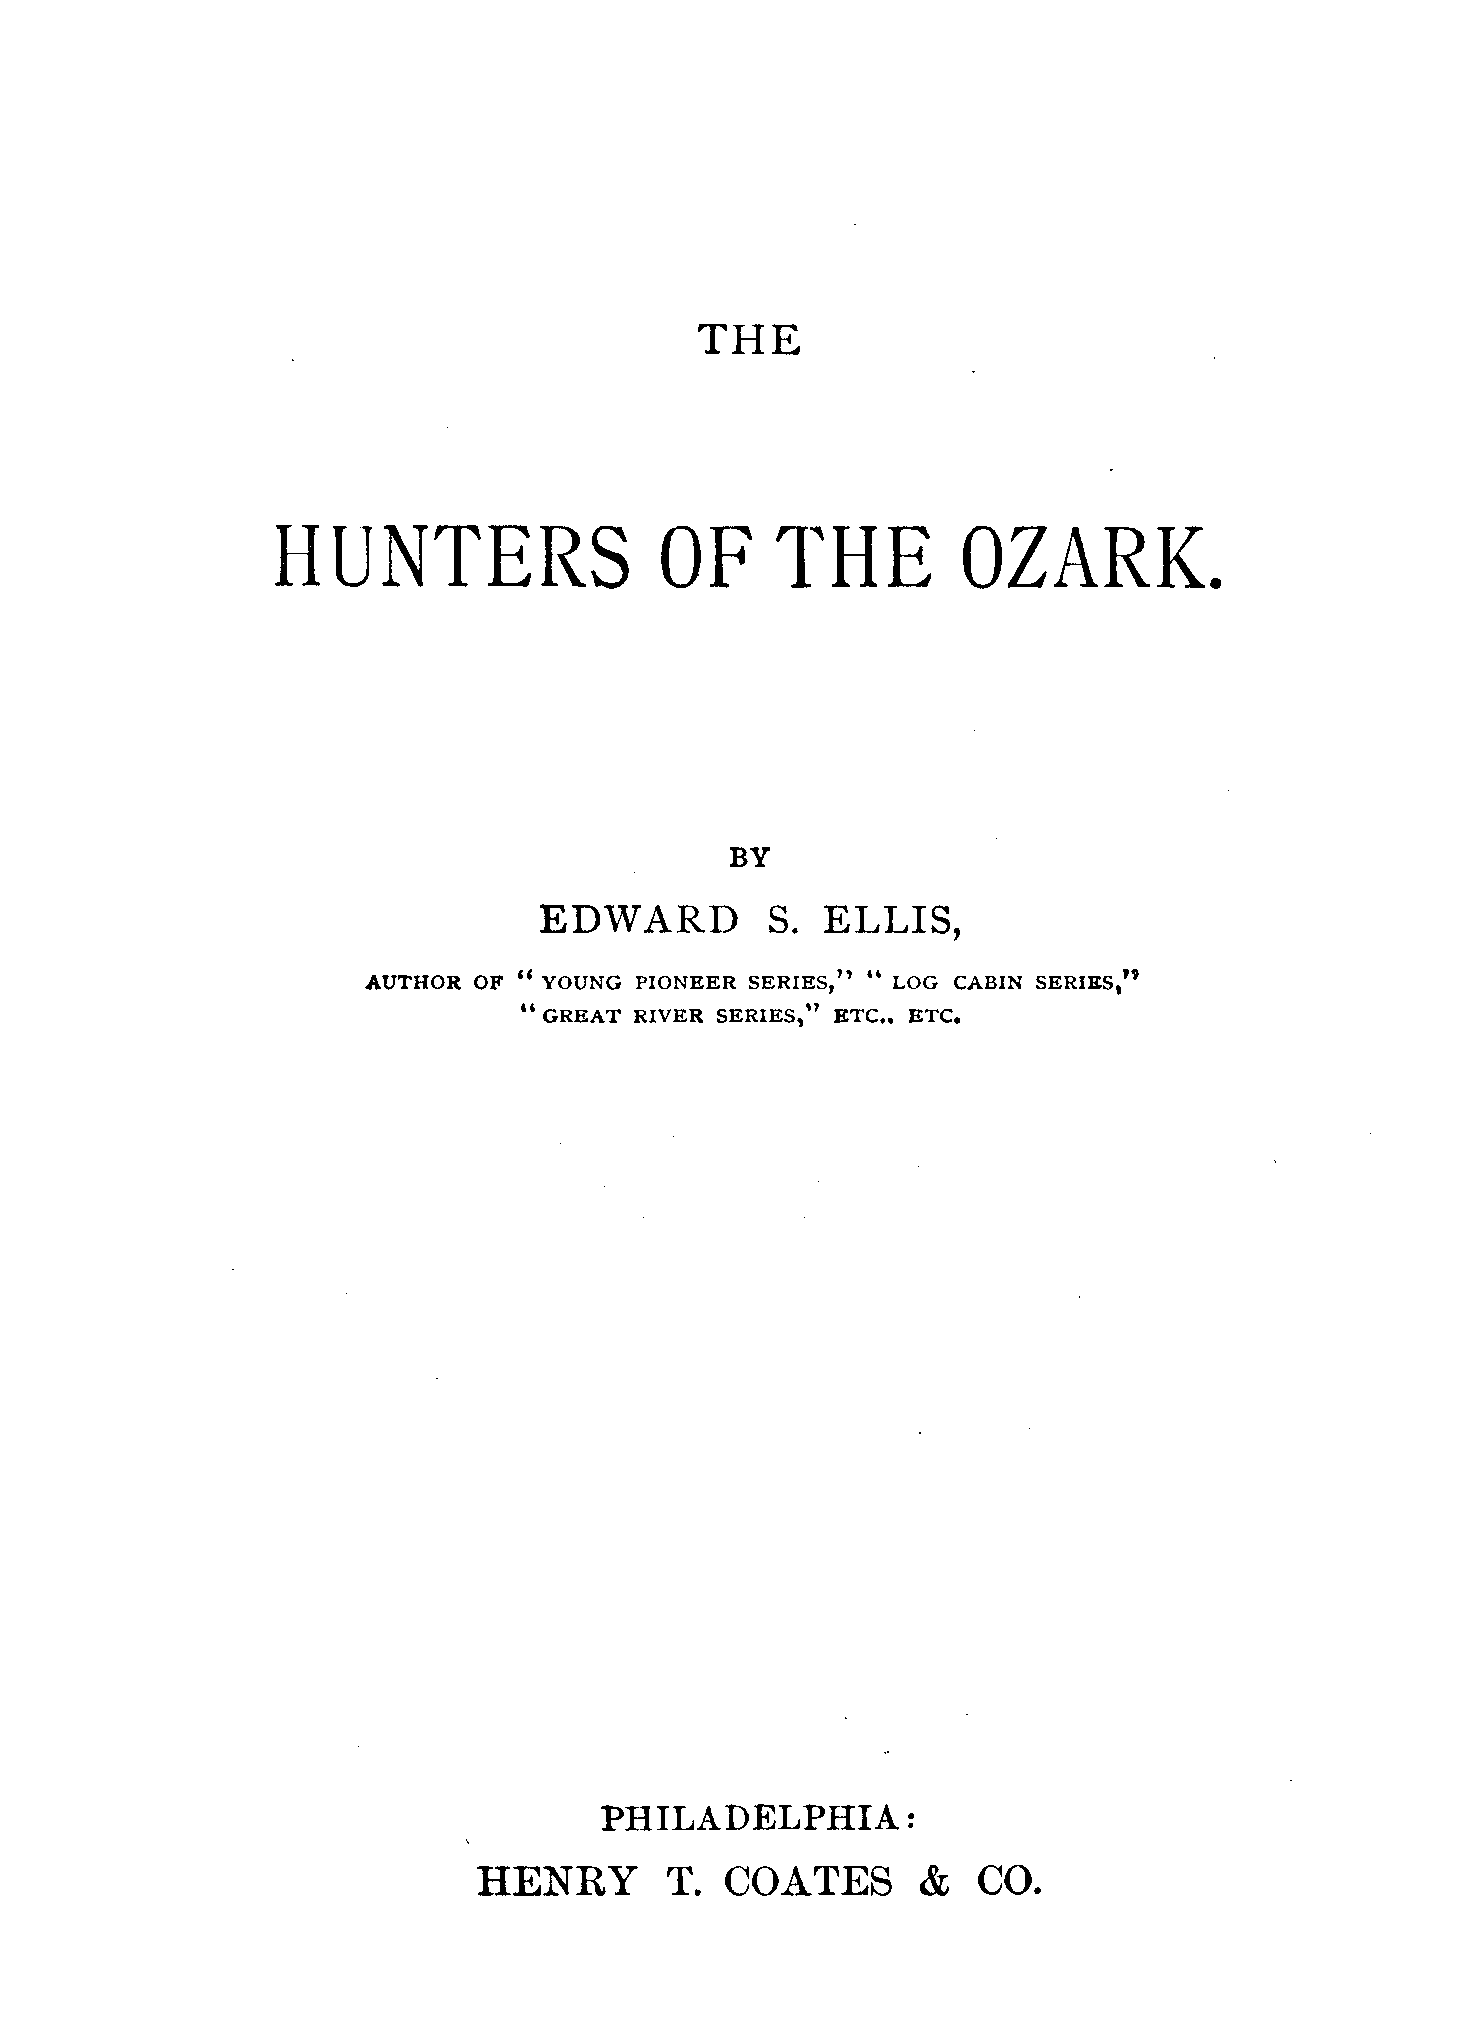 THE
HUNTERS OF THE OZARK.
BY
EDWARD S. ELLIS,
AUTHOR OF “YOUNG PIONEER SERIES,” “LOG CABIN SERIES,”
“GREAT RIVER SERIES,” ETC., ETC.
PHILADELPHIA:
HENRY T. COATES & CO.